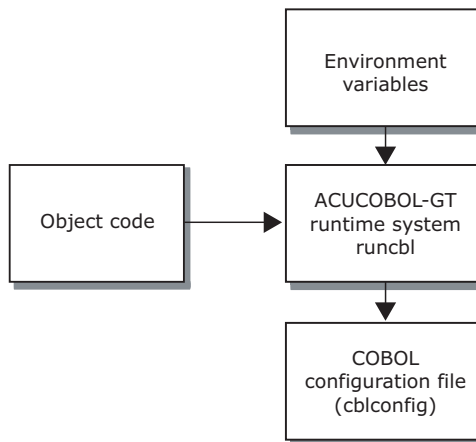 Environment
variables
Object code
ACUCOBOL-GT
runtime system
runcbl
COBOL
configuration file
(cblconfig)